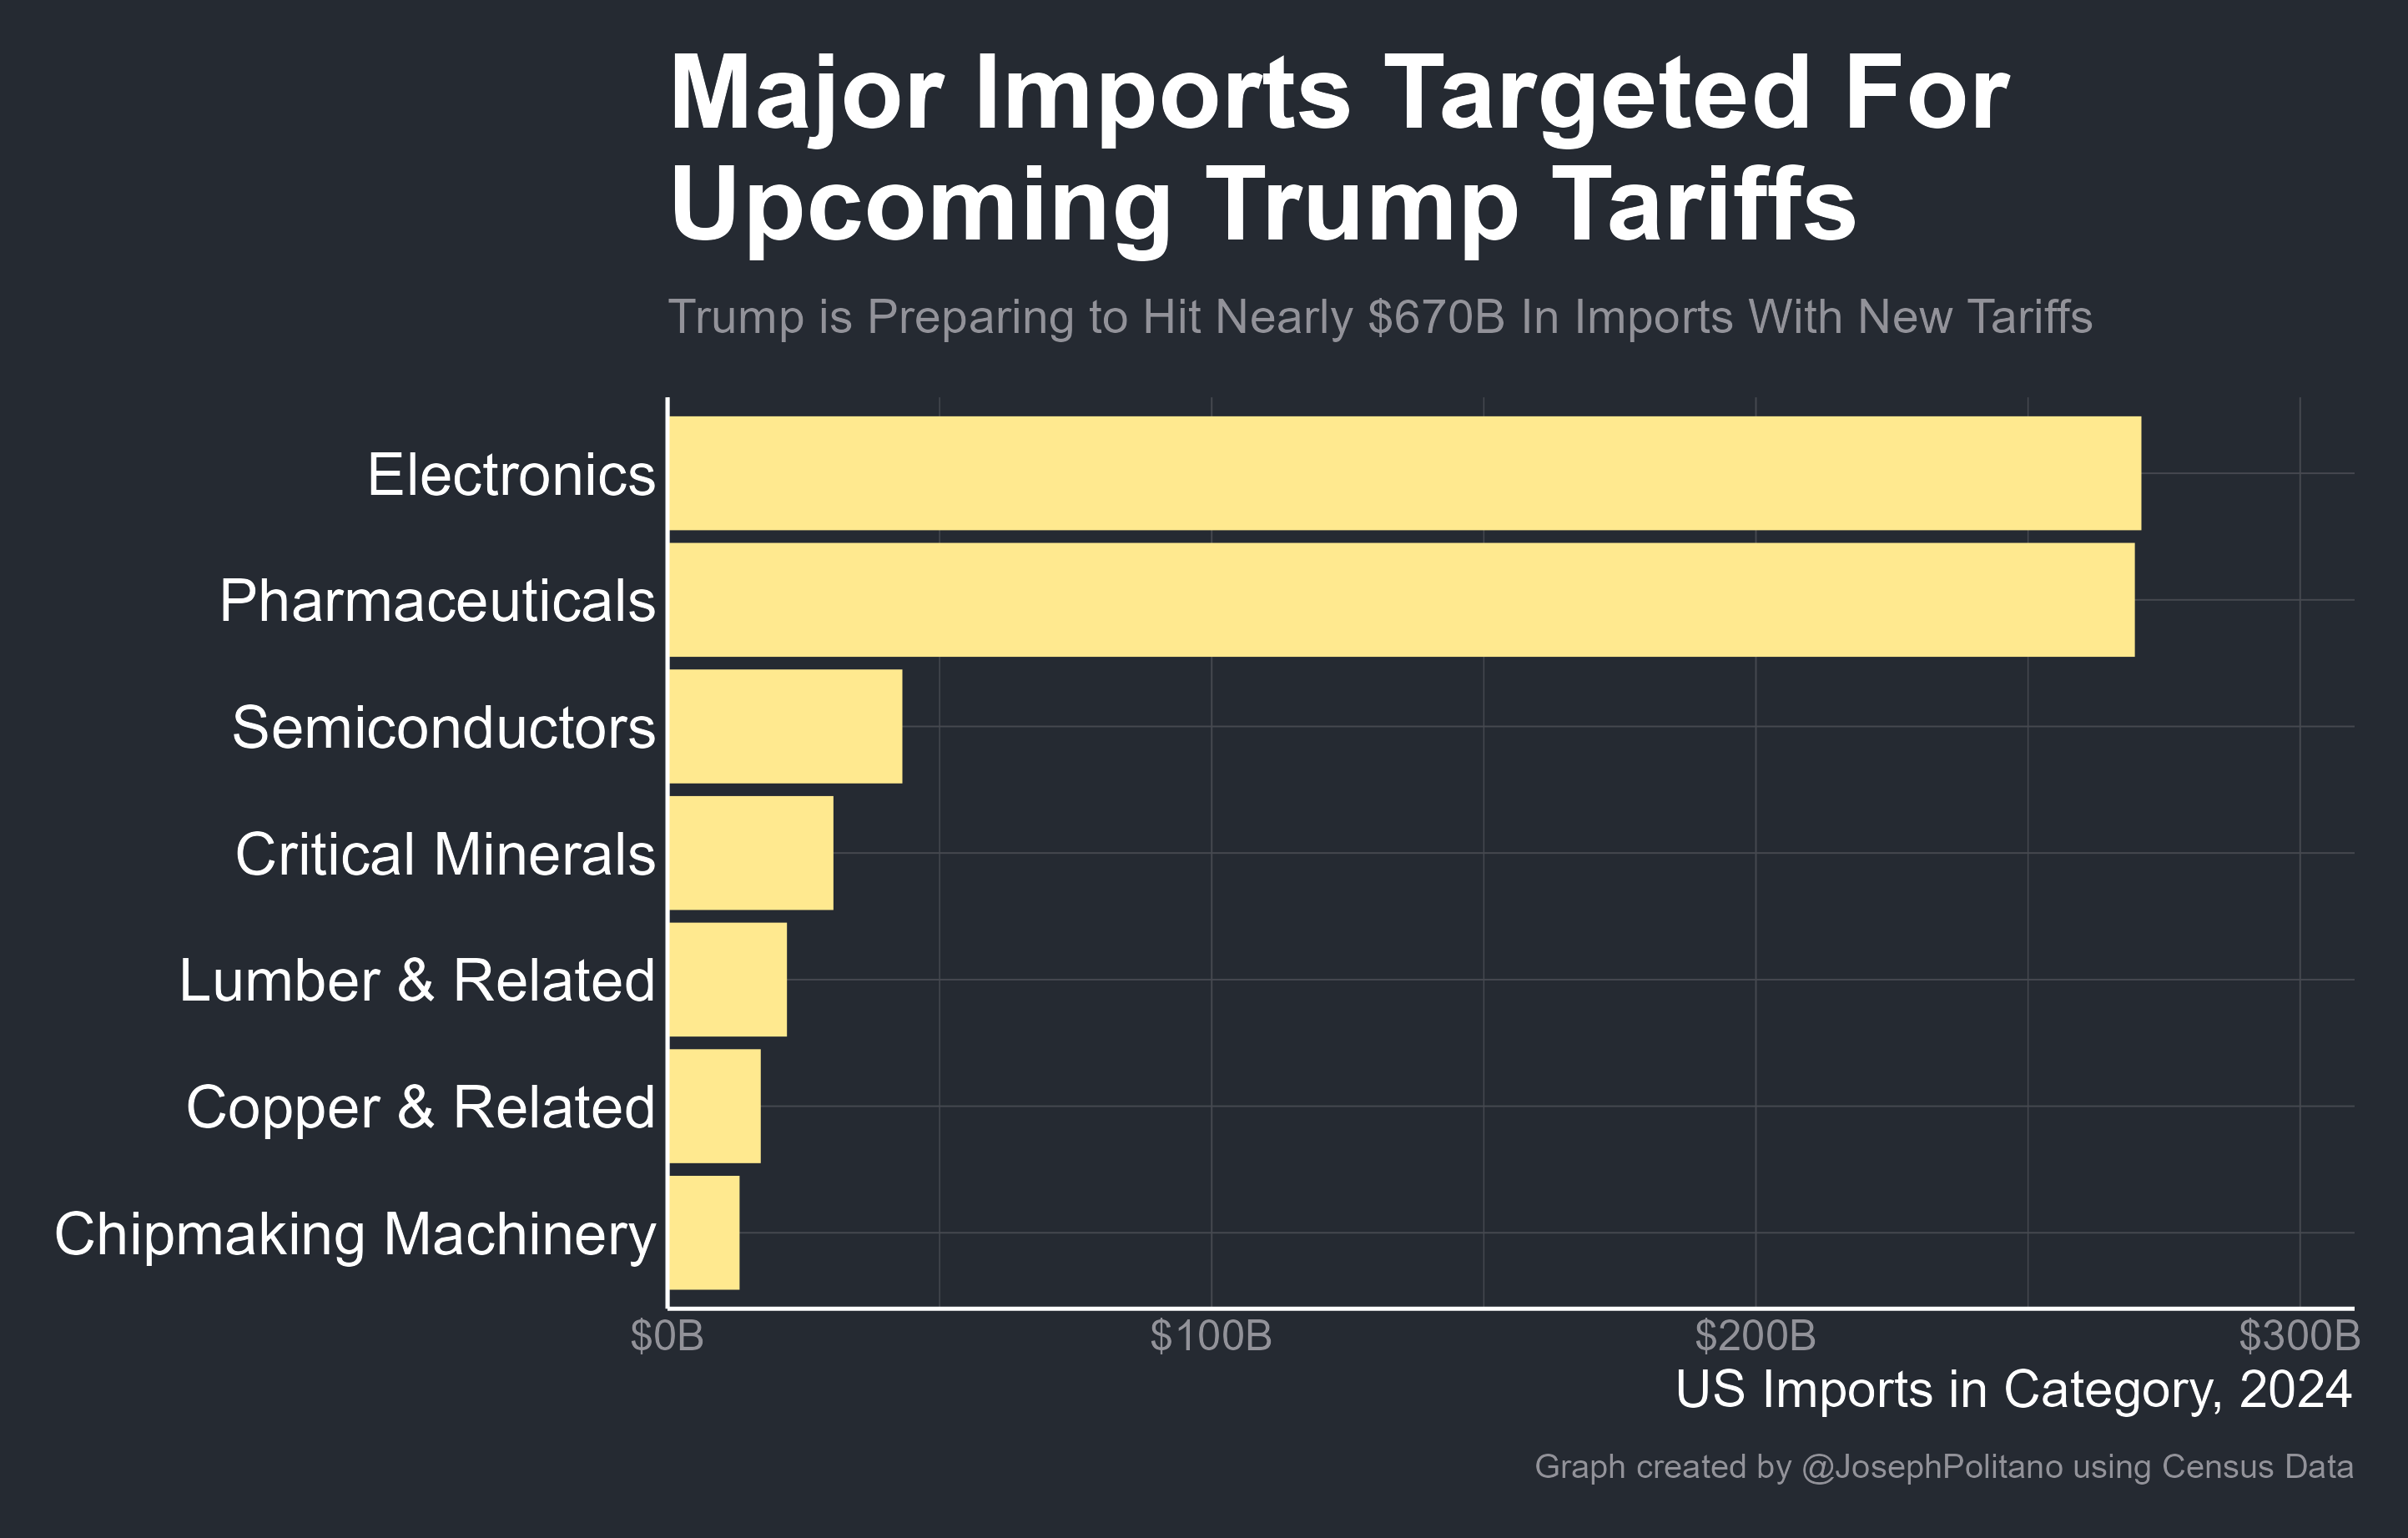 Major Imports Targeted For
Upcoming Trump Tariffs
Trump is Preparing to Hit Nearly $670B In Imports With New Tariffs
Electronics
Pharmaceuticals
Semiconductors
Critical Minerals
Lumber & Related
Copper & Related
Chipmaking Machinery
$0B $100B $200B $300B
US Imports in Category, 2024
Graph created by @JosephPolitano using Census Data